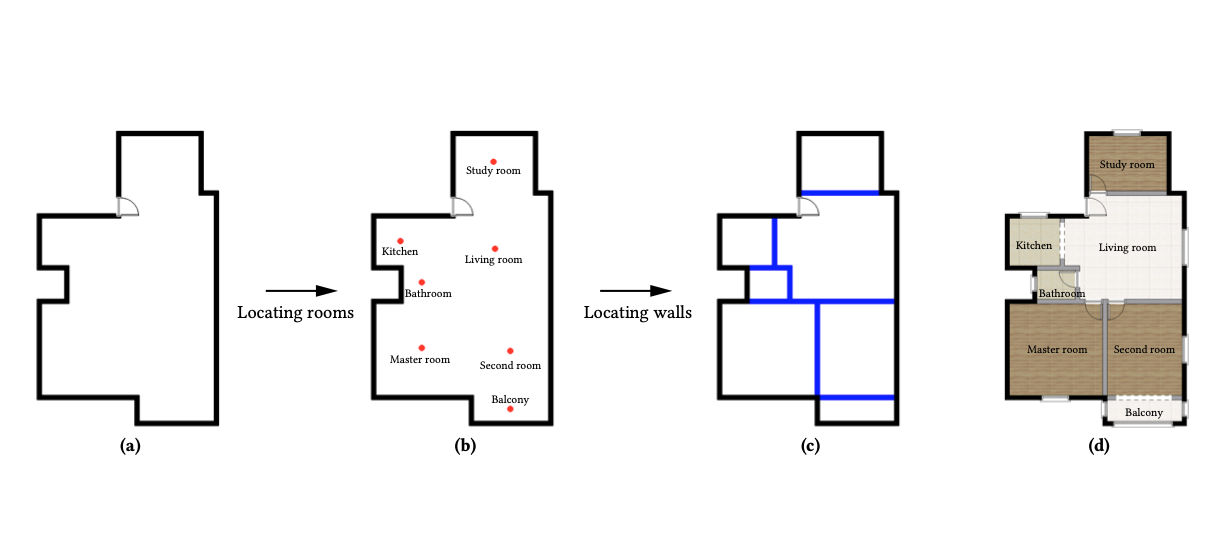 Study room
Kitchen
Living room
Bathroom
Master room
Second room
Balcony
Locating rooms
Locating walls
Study room
Kitchen
Living room
Bathroom
Master room
Second room
Balcony
(a)
(b)
(c)
(d)